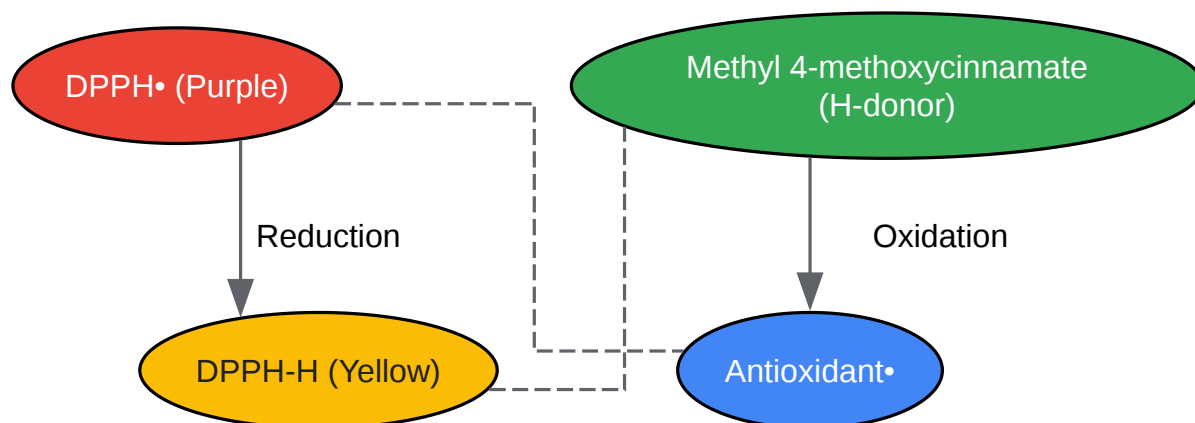 DPPH• (Purple)
Methyl 4-methoxycinnamate
(H-donor)
Reduction
Oxidation
DPPH-H (Yellow)
Antioxidant•